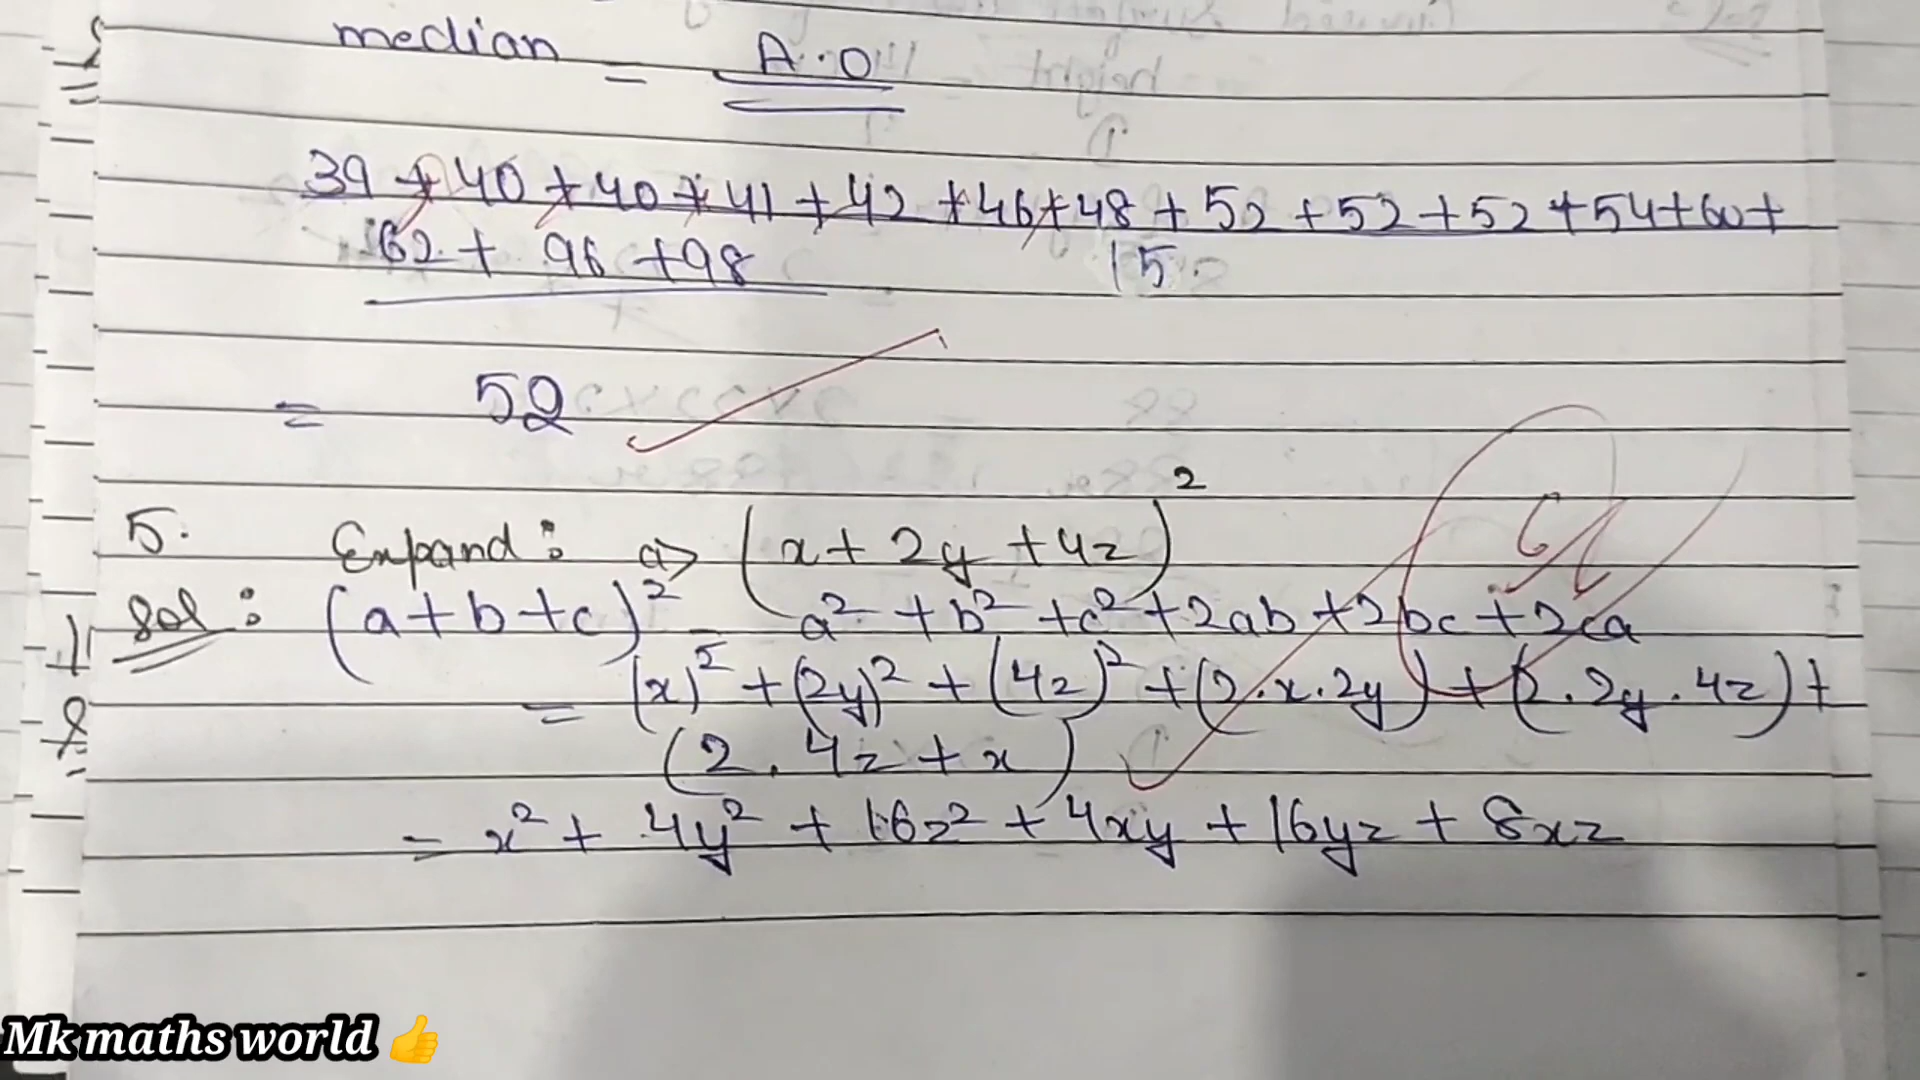 median = A.O
39 + 40 + 40 + 41 + 42 + 46 + 48 + 52 + 52 + 52 + 54 + 60 +
62 + 96 + 98
15
= 52
5. Expand: a> (x + 2y + 4z)²
Sol: (a + b + c)² = a² + b² + c² + 2ab + 2bc + 2ca
= (x)² + (2y)² + (4z)² + (2.x.2y) + (2.2y.4z) +
(2.4z + x)
= x² + 4y² + 16z² + 4xy + 16yz + 8xz
Mk maths world 👍